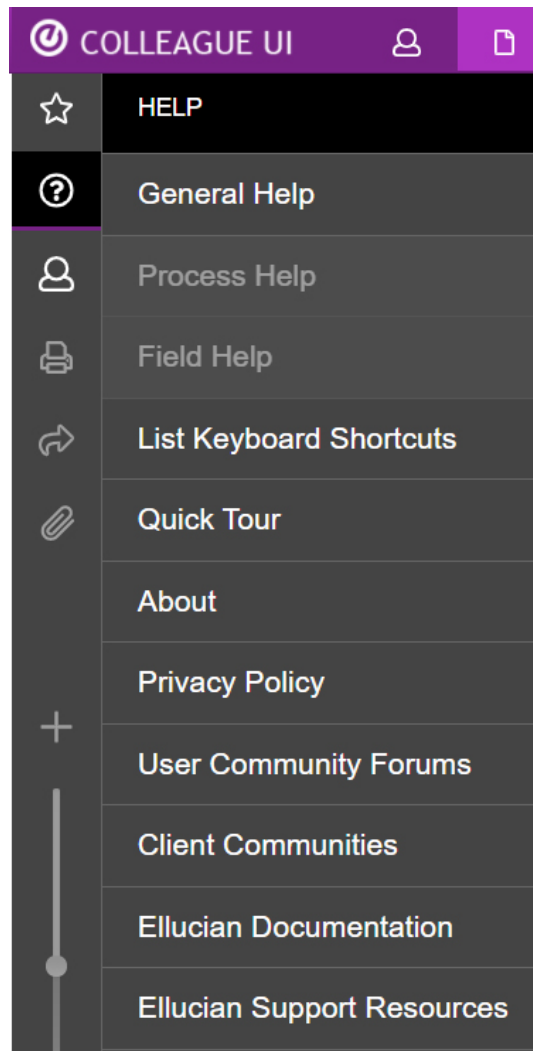 COLLEAGUE UI
HELP
General Help
Process Help
Field Help
List Keyboard Shortcuts
Quick Tour
About
Privacy Policy
User Community Forums
Client Communities
Ellucian Documentation
Ellucian Support Resources